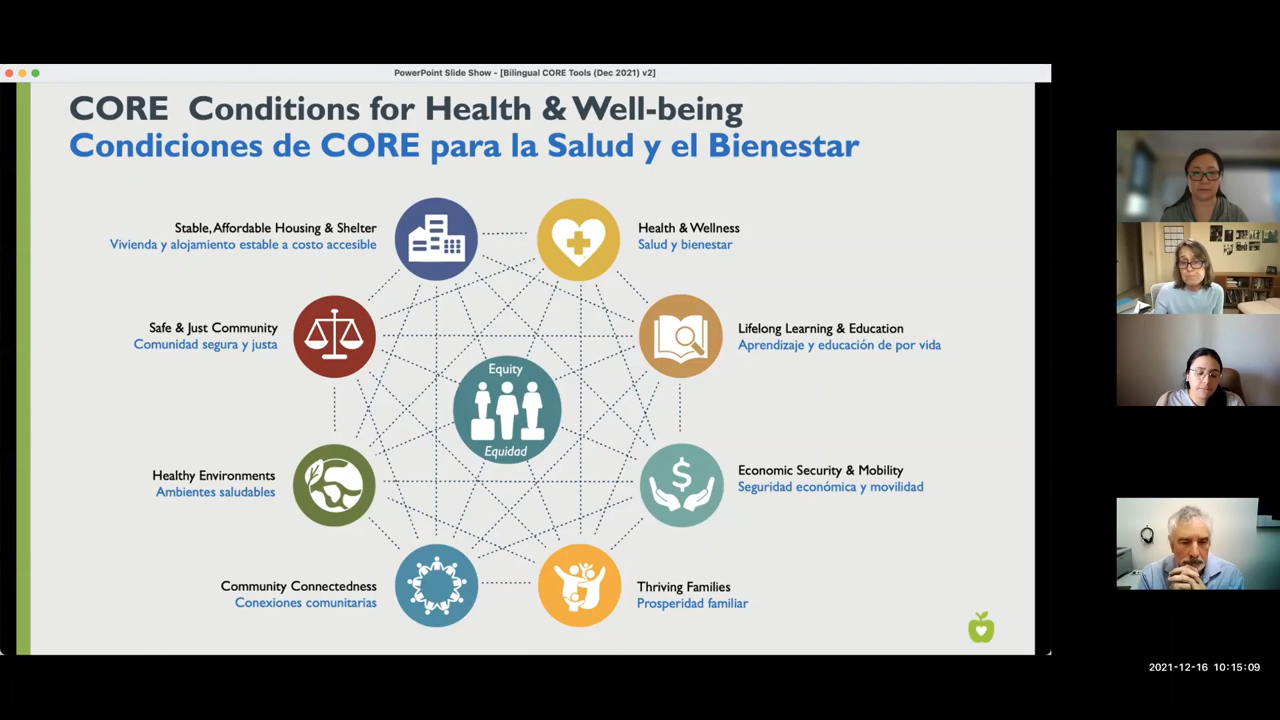 PowerPoint Slide Show - [Bilingual CORE Tools (Dec 2021) v2]
CORE Conditions for Health & Well-being
Condiciones de CORE para la Salud y el Bienestar
Stable, Affordable Housing & Shelter
Vivienda y alojamiento estable a costo accesible
Health & Wellness
Salud y bienestar
Safe & Just Community
Comunidad segura y justa
Lifelong Learning & Education
Aprendizaje y educación de por vida
Equity
Equidad
Healthy Environments
Ambientes saludables
Economic Security & Mobility
Seguridad económica y movilidad
Community Connectedness
Conexiones comunitarias
Thriving Families
Prosperidad familiar
2021-12-16 10:15:09